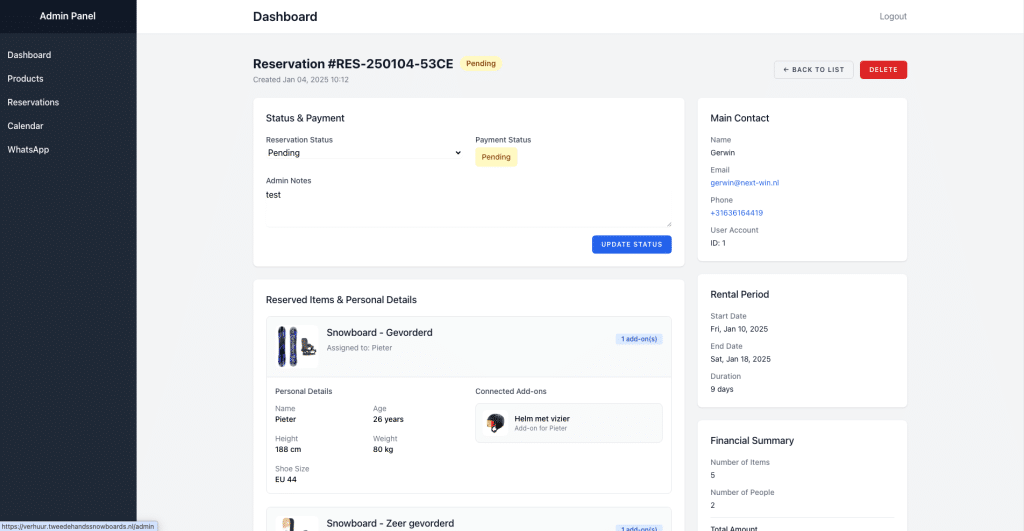 Admin Panel
Dashboard
Products
Reservations
Calendar
WhatsApp
Dashboard
Logout
Reservation #RES-250104-53CE
Pending
Created Jan 04, 2025 10:12
← BACK TO LIST
DELETE
Status & Payment
Reservation Status
Pending
Payment Status
Pending
Admin Notes
test
UPDATE STATUS
Reserved Items & Personal Details
Snowboard - Gevorderd
Assigned to: Pieter
1 add-on(s)
Personal Details
Name
Pieter
Age
26 years
Height
188 cm
Weight
80 kg
Shoe Size
EU 44
Connected Add-ons
Helm met vizier
Add-on for Pieter
Snowboard - Zeer gevorderd
1 add-on(s)
Main Contact
Name
Gerwin
Email
gerwin@next-win.nl
Phone
+31636164419
User Account
ID: 1
Rental Period
Start Date
Fri, Jan 10, 2025
End Date
Sat, Jan 18, 2025
Duration
9 days
Financial Summary
Number of Items
5
Number of People
2
Total Amount
https://verhuur.tweedehandssnowboards.nl/admin